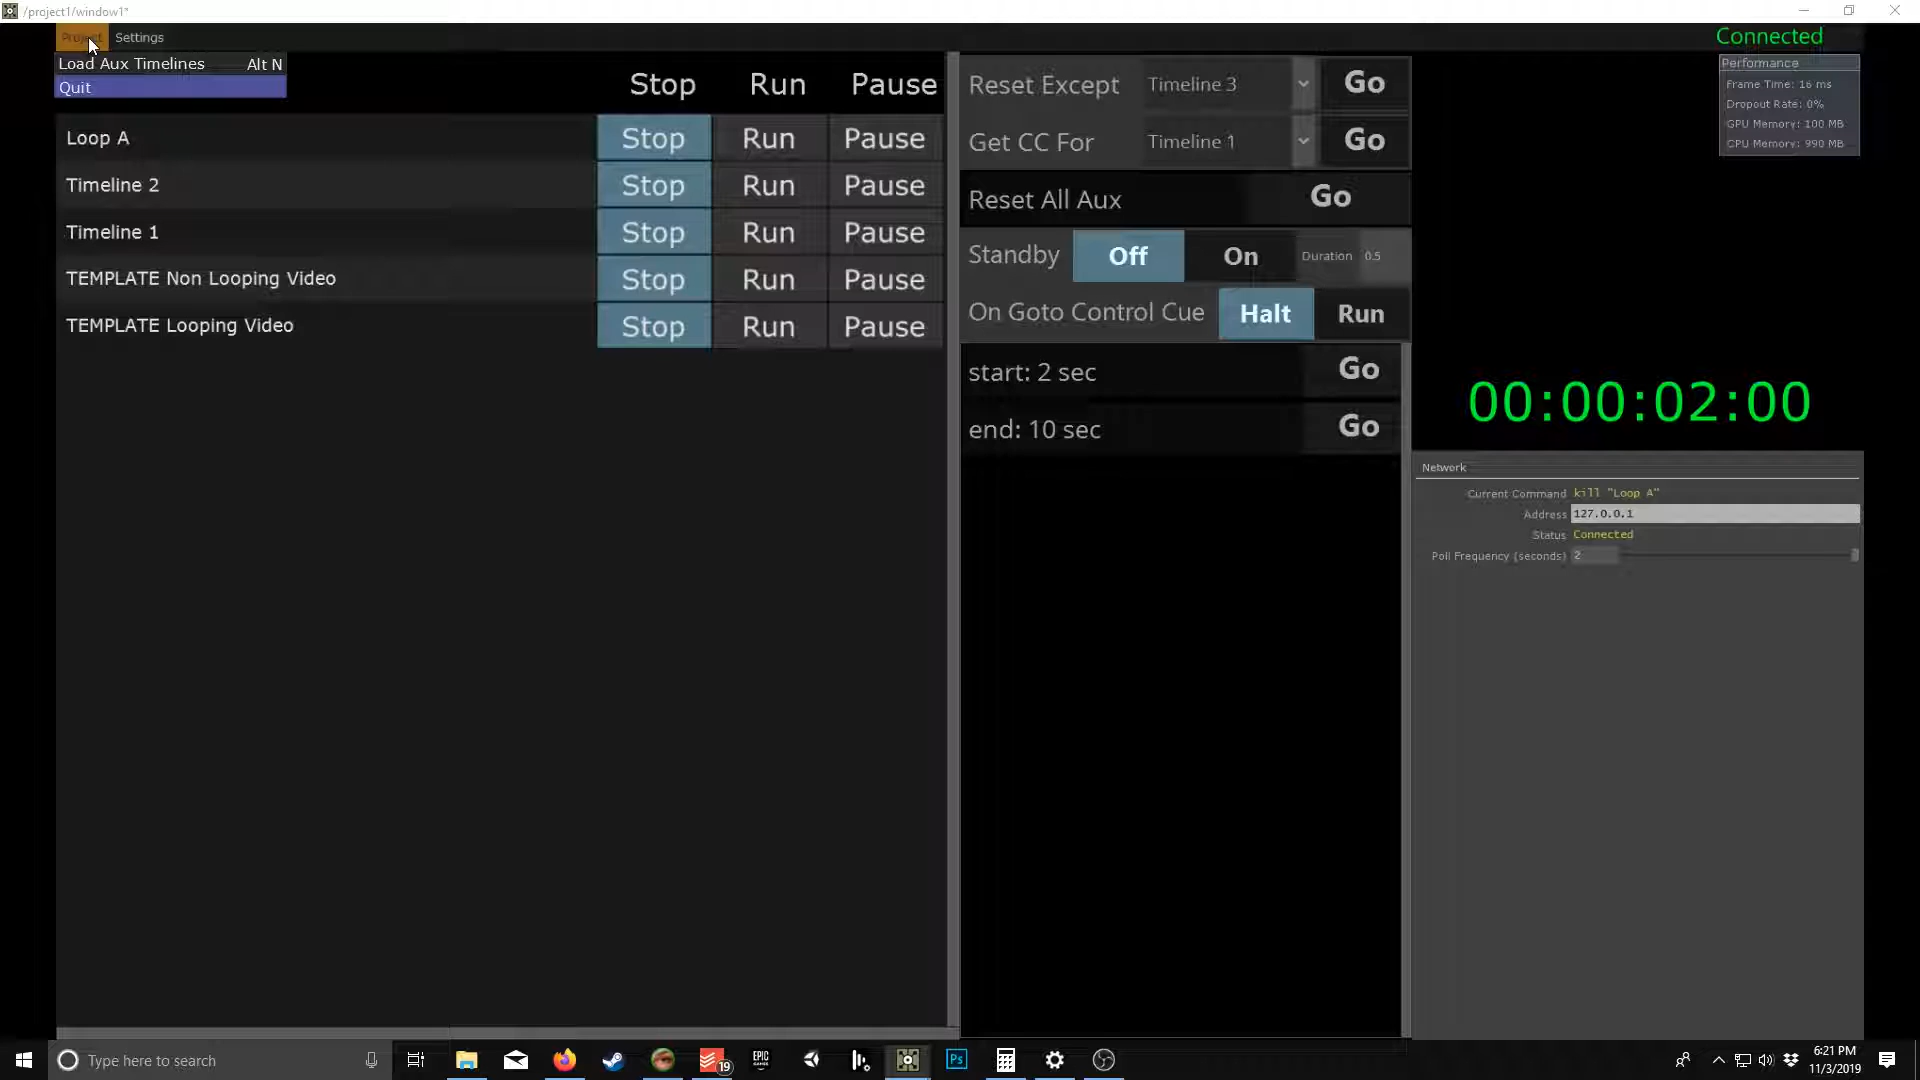 /project1/window1*
Project Settings
Connected
Load Aux Timelines Alt N
Quit
Stop Run Pause
Loop A Stop Run Pause
Timeline 2 Stop Run Pause
Timeline 1 Stop Run Pause
TEMPLATE Non Looping Video Stop Run Pause
TEMPLATE Looping Video Stop Run Pause
Reset Except Timeline 3 Go
Get CC For Timeline 1 Go
Reset All Aux Go
Standby Off On Duration 0.5
On Goto Control Cue Halt Run
start: 2 sec Go
end: 10 sec Go
Performance
Frame Time: 16 ms
Dropout Rate: 0%
GPU Memory: 100 MB
CPU Memory: 990 MB
00:00:02:00
Network
Current Command kill "Loop A"
Address 127.0.0.1
Status Connected
Poll Frequency (seconds) 2
Type here to search
19
EPIC
GAMES
Ps
6:21 PM
11/3/2019